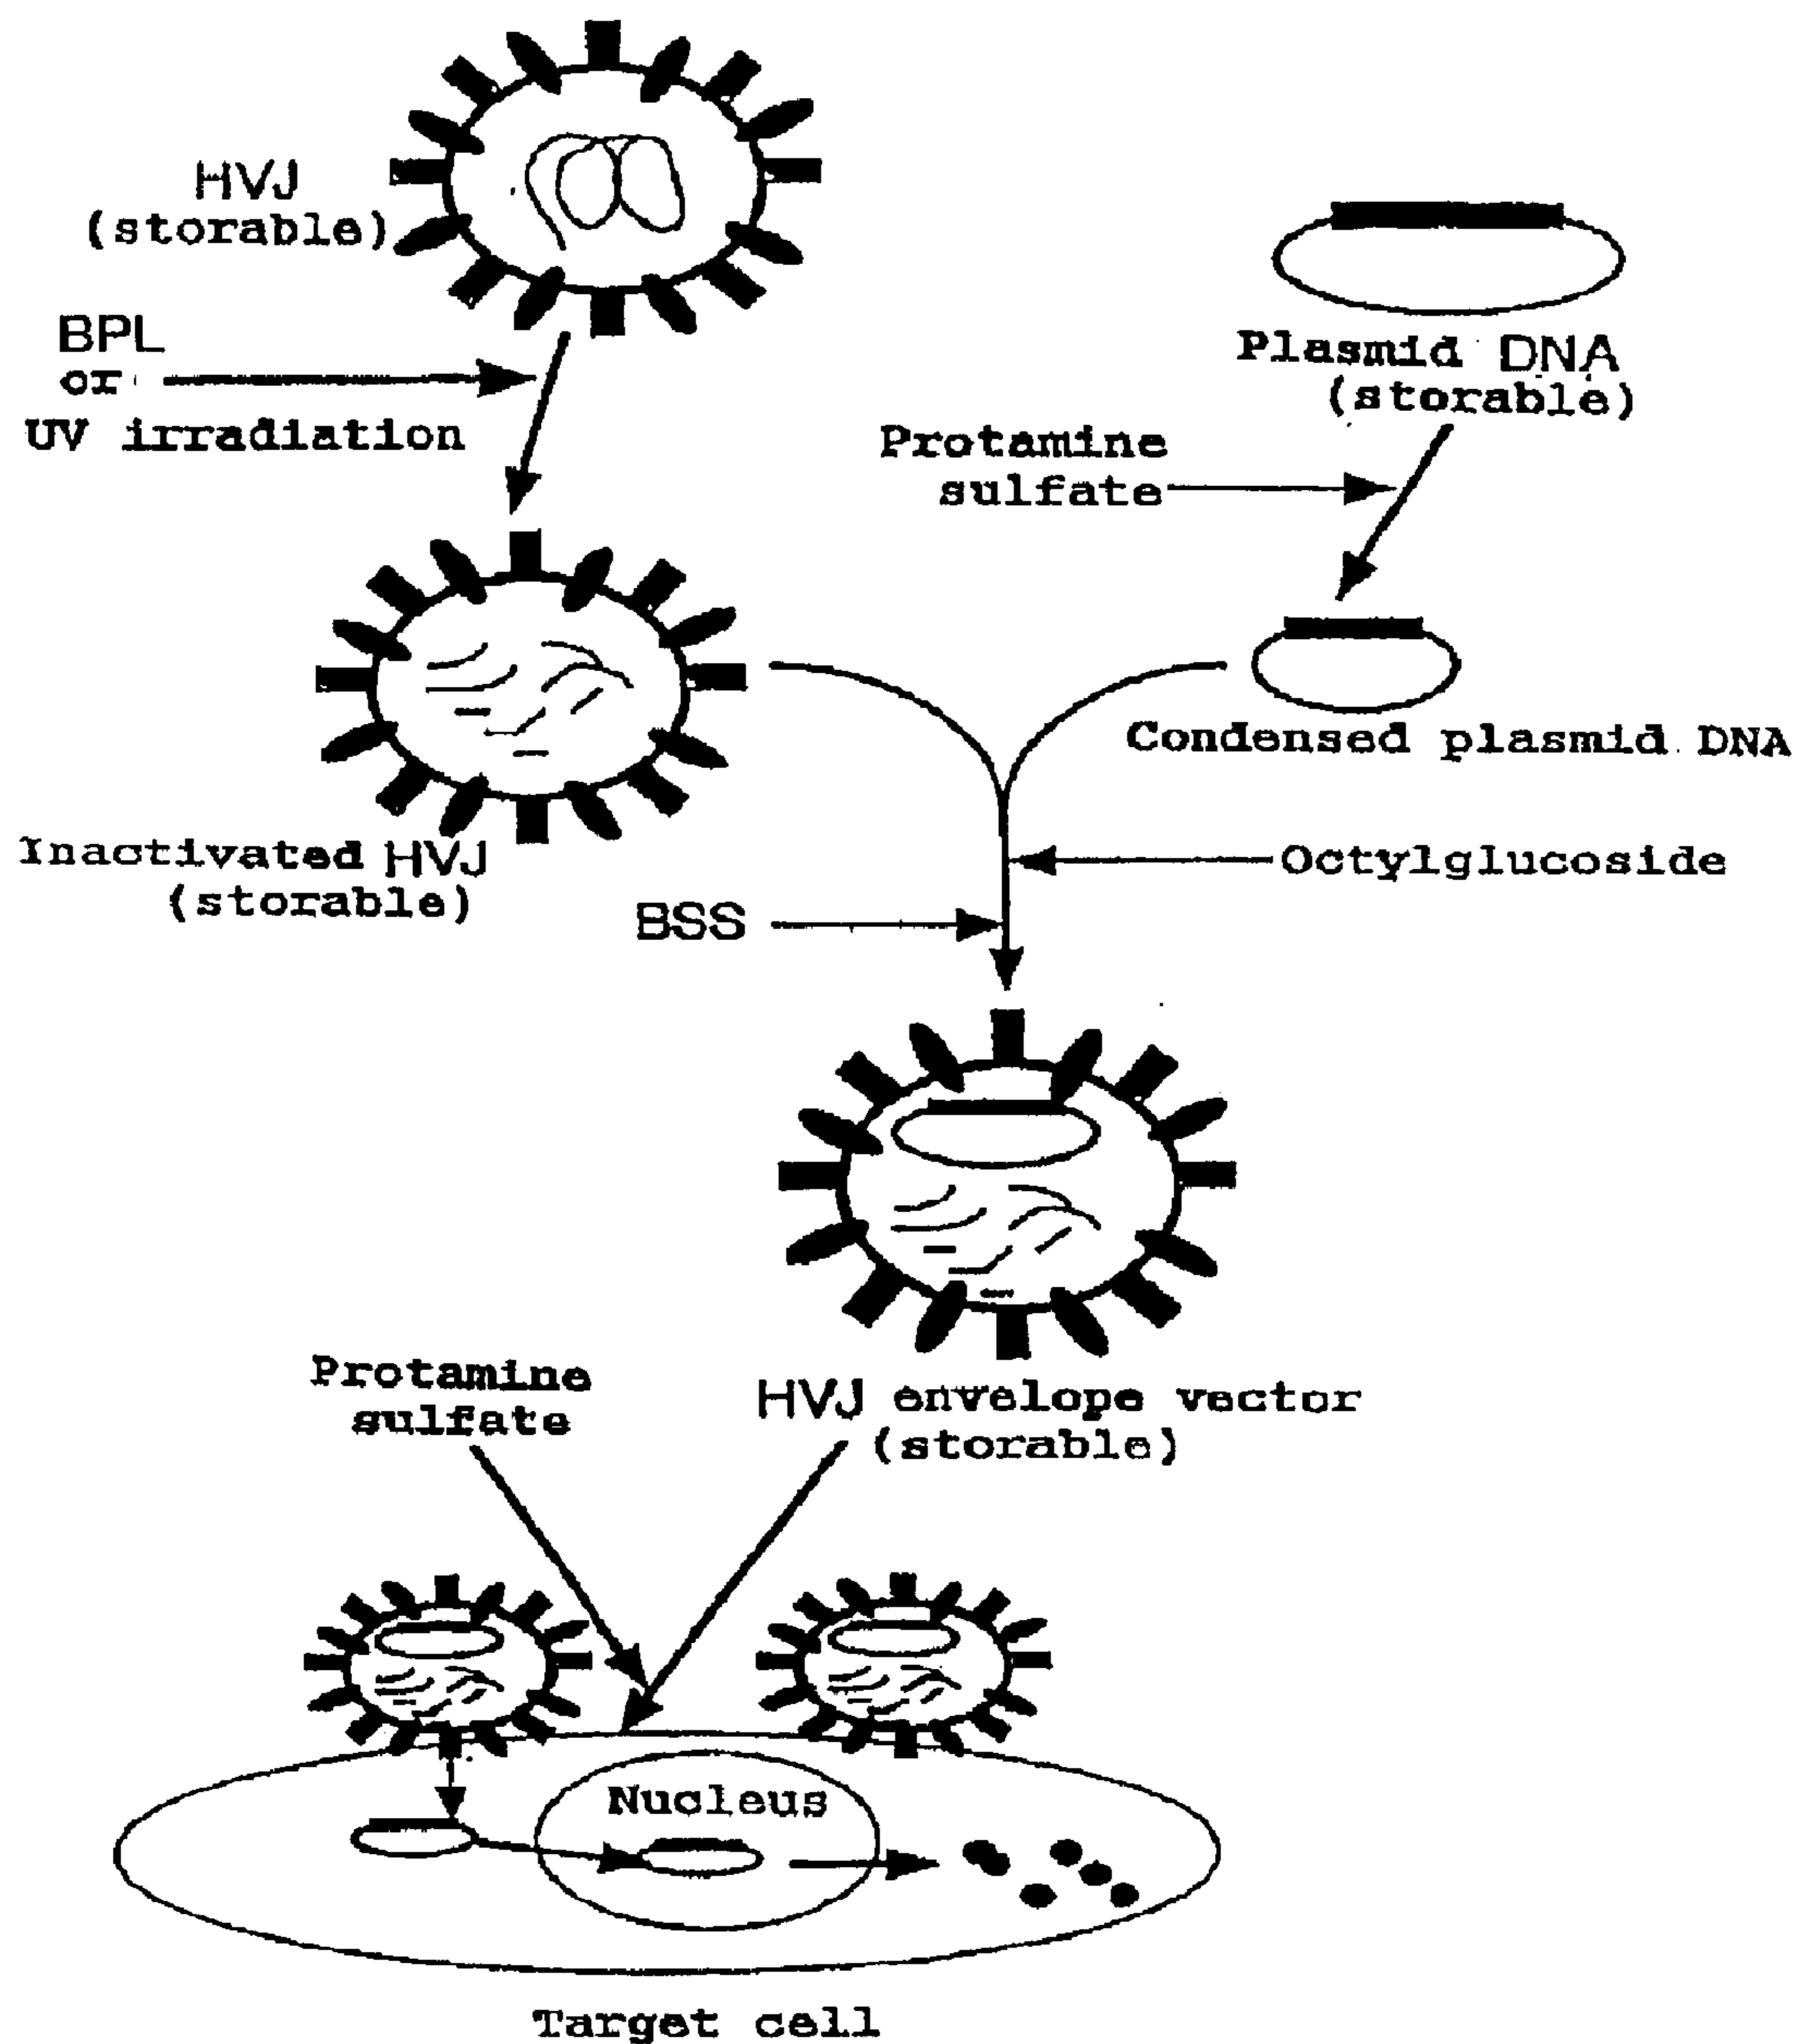 HVJ
(storable)
BPL
or
UV irradiation
Plasmid DNA
(storable)
Protamine
sulfate
Condensed plasmid DNA
Inactivated HVJ
(storable)
Octylglucoside
BSS
Protamine
sulfate
HVJ envelope vector
(storable)
Nucleus
Target cell